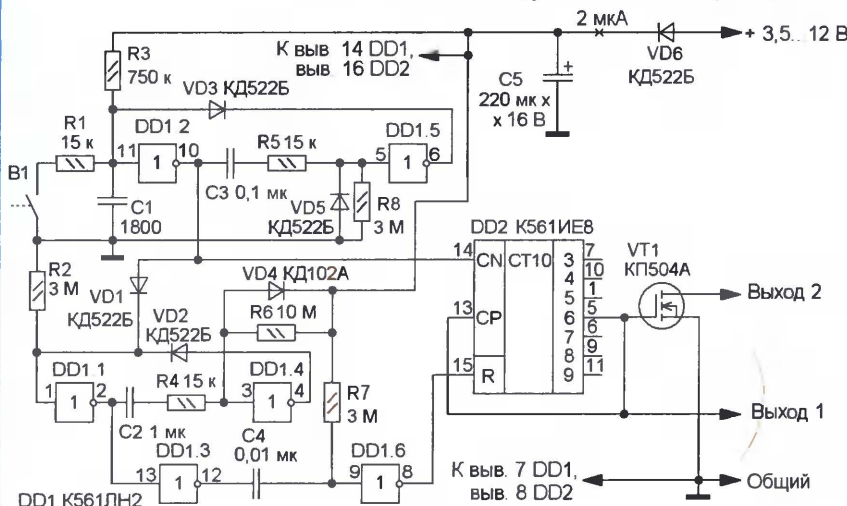 2 мкА
+ 3,5...12 В
VD6
КД522Б
К выв. 14 DD1,
выв. 16 DD2
C5
220 мк х
х 16 В
+
R3
750 к
VD3 КД522Б
R1
15 к
DD1.2
11
1
10
R5 15 к
DD1.5
5
1
6
B1
C1
1800
C3 0,1 мк
VD5
КД522Б
R8
3 М
R2
3 М
VD1
КД522Б
VD2
КД522Б
VD4 КД102А
R6 10 М
DD2 К561ИЕ8
14
CN
CT10
13
CP
15
R
3
7
4
10
5
1
6
5
7
6
8
9
9
11
VT1
КП504А
Выход 2
Выход 1
Общий
DD1.1
1
1
2
R4 15 к
DD1.4
3
1
4
R7
3 М
C2 1 мк
DD1.3
13
1
12
C4
0,01 мк
DD1.6
9
1
8
К выв. 7 DD1,
выв. 8 DD2
DD1 К561ЛН2